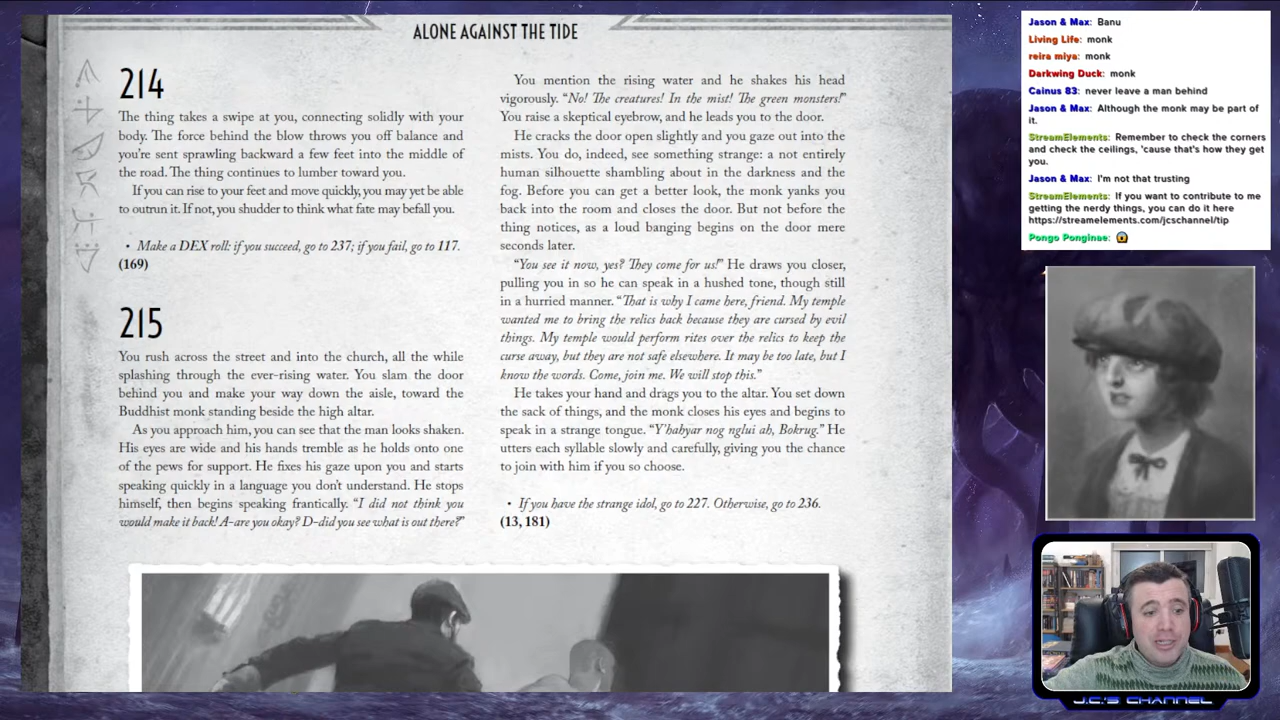 ALONE AGAINST THE TIDE
214
The thing takes a swipe at you, connecting solidly with your
body. The force behind the blow throws you off balance and
you're sent sprawling backward a few feet into the middle of
the road. The thing continues to lumber toward you.
If you can rise to your feet and move quickly, you may yet be able
to outrun it. If not, you shudder to think what fate may befall you.
• Make a DEX roll: if you succeed, go to 237; if you fail, go to 117.
(169)
215
You rush across the street and into the church, all the while
splashing through the ever-rising water. You slam the door
behind you and make your way down the aisle, toward the
Buddhist monk standing beside the high altar.
As you approach him, you can see that the man looks shaken.
His eyes are wide and his hands tremble as he holds onto one
of the pews for support. He fixes his gaze upon you and starts
speaking quickly in a language you don't understand. He stops
himself, then begins speaking frantically. "I did not think you
would make it back! A-are you okay? D-did you see what is out there?"
You mention the rising water and he shakes his head
vigorously. "No! The creatures! In the mist! The green monsters!"
You raise a skeptical eyebrow, and he leads you to the door.
He cracks the door open slightly and you gaze out into the
mists. You do, indeed, see something strange: a not entirely
human silhouette shambling about in the darkness and the
fog. Before you can get a better look, the monk yanks you
back into the room and closes the door. But not before the
thing notices, as a loud banging begins on the door mere
seconds later.
"You see it now, yes? They come for us!" He draws you closer,
pulling you in so he can speak in a hushed tone, though still
in a hurried manner. "That is why I came here, friend. My temple
wanted me to bring the relics back because they are cursed by evil
things. My temple would perform rites over the relics to keep the
curse away, but they are not safe elsewhere. It may be too late, but I
know the words. Come, join me. We will stop this."
He takes your hand and drags you to the altar. You set down
the sack of things, and the monk closes his eyes and begins to
speak in a strange tongue. "Y'hahyar nog nglui ah, Bokrug." He
utters each syllable slowly and carefully, giving you the chance
to join with him if you so choose.
• If you have the strange idol, go to 227. Otherwise, go to 236.
(13, 181)
Jason & Max: Banu
Living Life: monk
reira miya: monk
Darkwing Duck: monk
Cainus 83: never leave a man behind
Jason & Max: Although the monk may be part of
it.
StreamElements: Remember to check the corners
and check the ceilings, 'cause that's how they get
you.
Jason & Max: I'm not that trusting
StreamElements: If you want to contribute to me
getting the nerdy things, you can do it here
https://streamelements.com/jcschannel/tip
Pongo Ponginae: 😱
J.C.'S CHANNEL